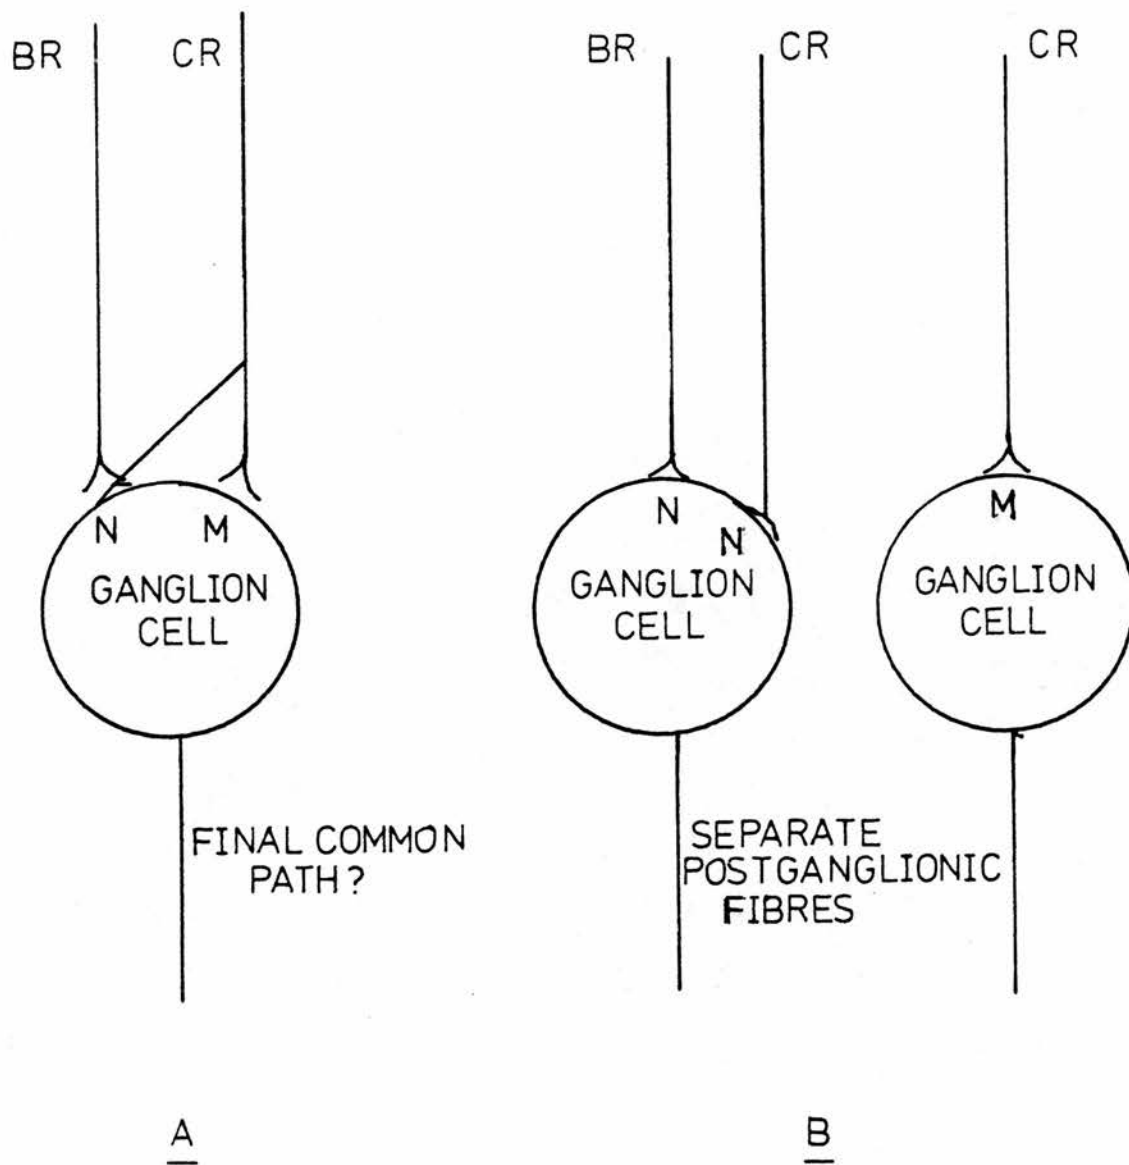 BR
CR
N
M
GANGLION
CELL
FINAL COMMON
PATH?
A
BR
CR
CR
N
N
GANGLION
CELL
M
GANGLION
CELL
SEPARATE
POSTGANGLIONIC
FIBRES
B